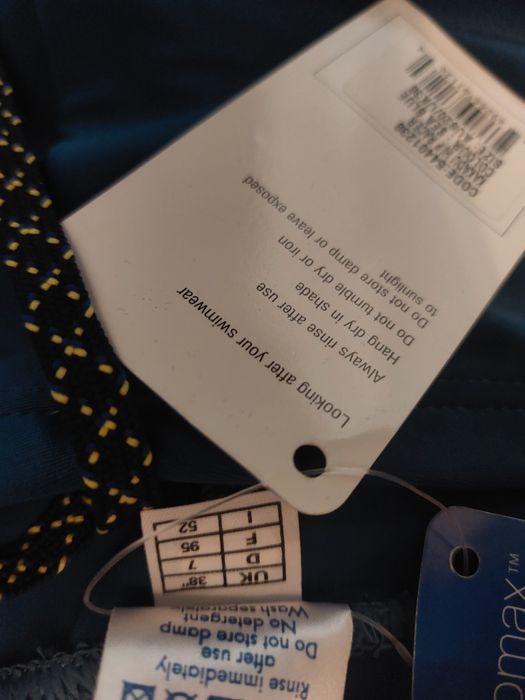 Looking after your swimwear
Always rinse after use
Hang dry in shade
Do not tumble dry or iron
Do not store damp or leave exposed
to sunlight
UK 38"
D 7
F 95
I 52
Rinse immediately
after use
Do not store damp
No detergent
Wash separately
max™